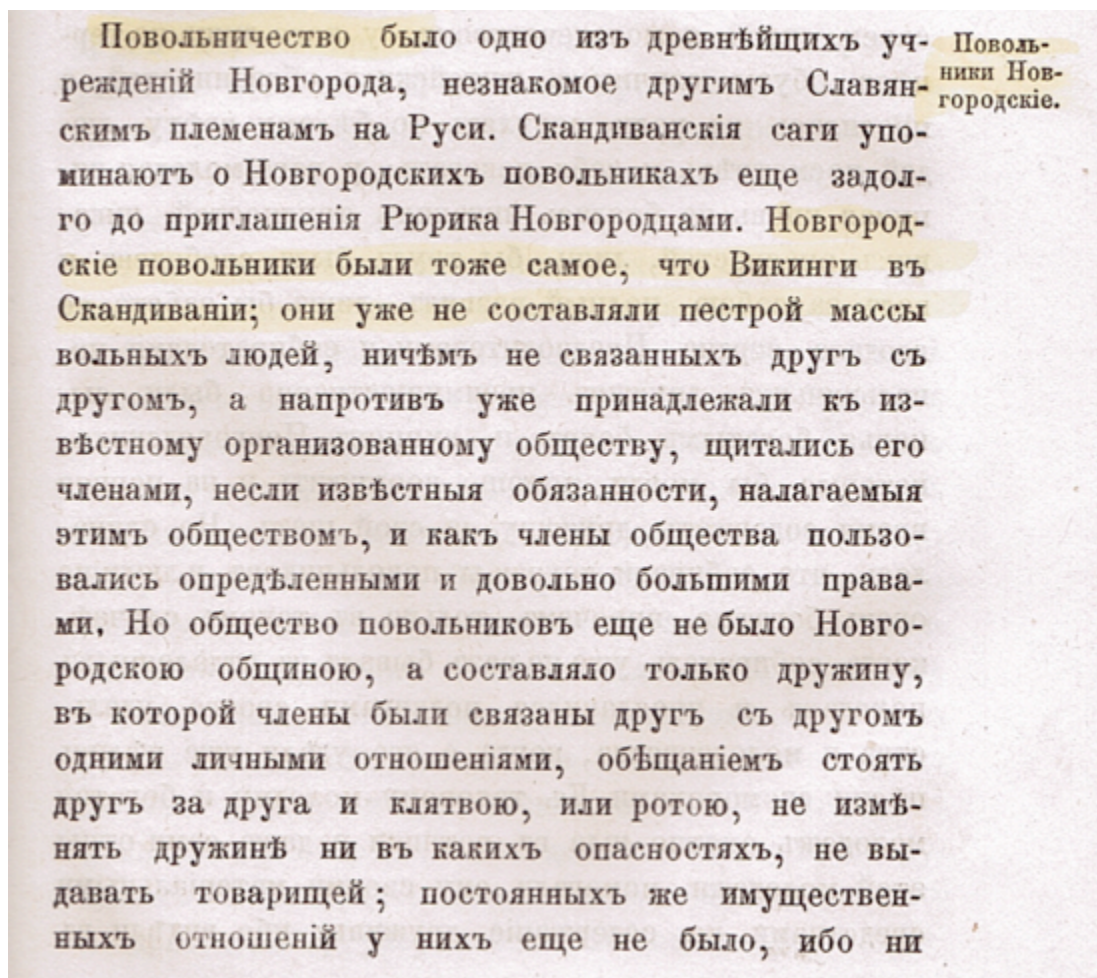 Повольничество было одно изъ древнѣйщихъ уч-
режденій Новгорода, незнакомое другимъ Славян-
скимъ племенамъ на Руси. Скандиванскія саги упо-
минаютъ о Новгородскихъ повольникахъ еще задол-
го до приглашенія Рюрика Новгородцами. Новгород-
скіе повольники были тоже самое, что Викинги въ
Скандиваніи; они уже не составляли пестрой массы
вольныхъ людей, ничѣмъ не связанныхъ другъ съ
другомъ, а напротивъ уже принадлежали къ из-
вѣстному организованному обществу, щитались его
членами, несли извѣстныя обязанности, налагаемыя
этимъ обществомъ, и какъ члены общества пользо-
вались опредѣленными и довольно большими права-
ми. Но общество повольниковъ еще не было Новго-
родскою общиною, а составляло только дружину,
въ которой члены были связаны другъ съ другомъ
одними личными отношеніями, обѣщаніемъ стоять
другъ за друга и клятвою, или ротою, не измѣ-
нять дружинѣ ни въ какихъ опасностяхъ, не вы-
давать товарищей; постоянныхъ же имуществен-
ныхъ отношеній у нихъ еще не было, ибо ни
Поволь-
ники Нов-
городскіе.